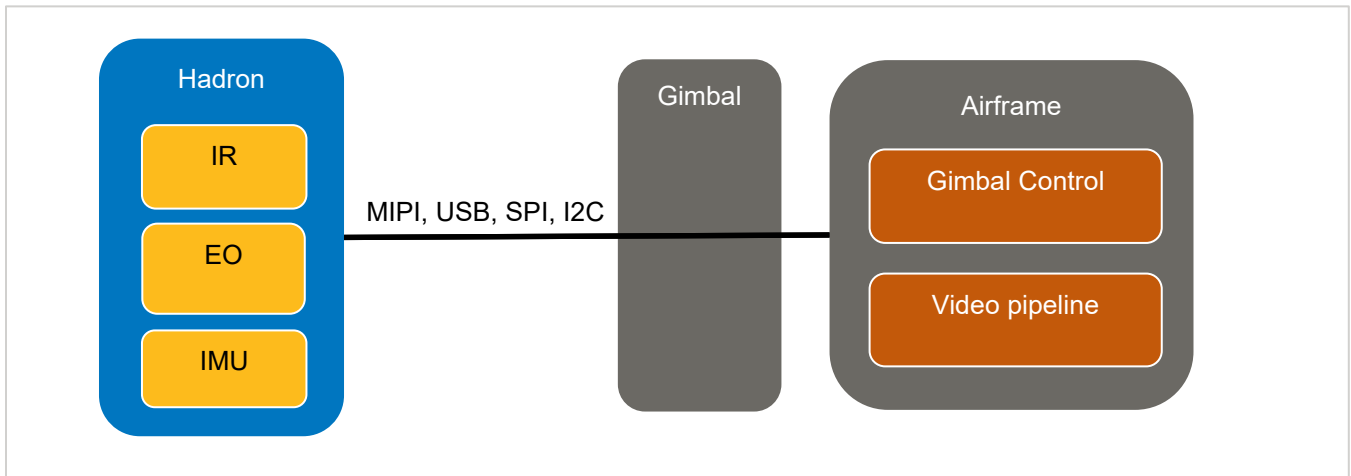 Hadron
IR
EO
IMU
MIPI, USB, SPI, I2C
Gimbal
Airframe
Gimbal Control
Video pipeline